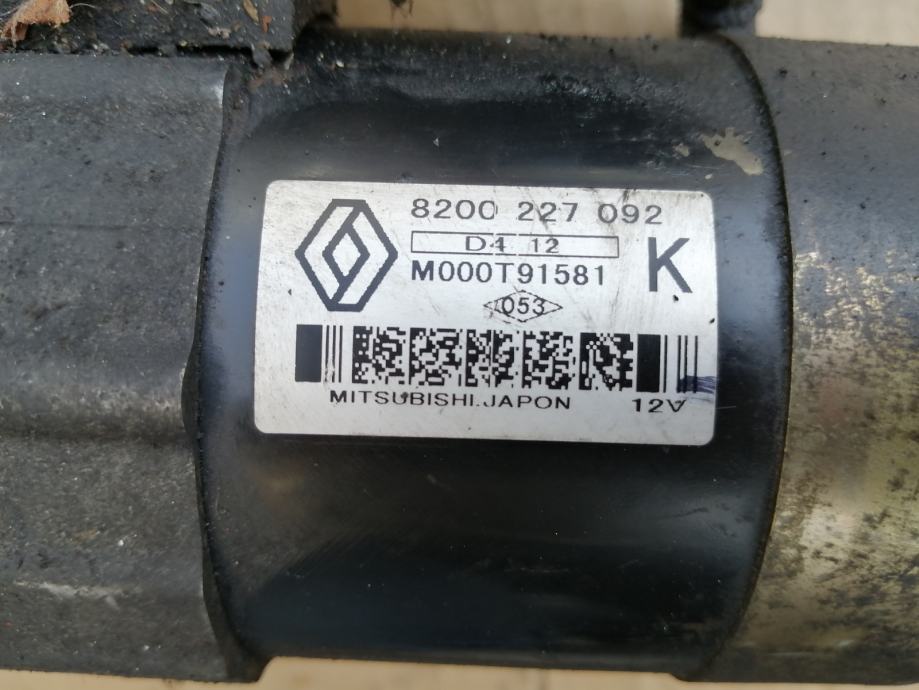 8200 227 092
D4 12
M000T91581 K
053
MITSUBISHI.JAPON 12V